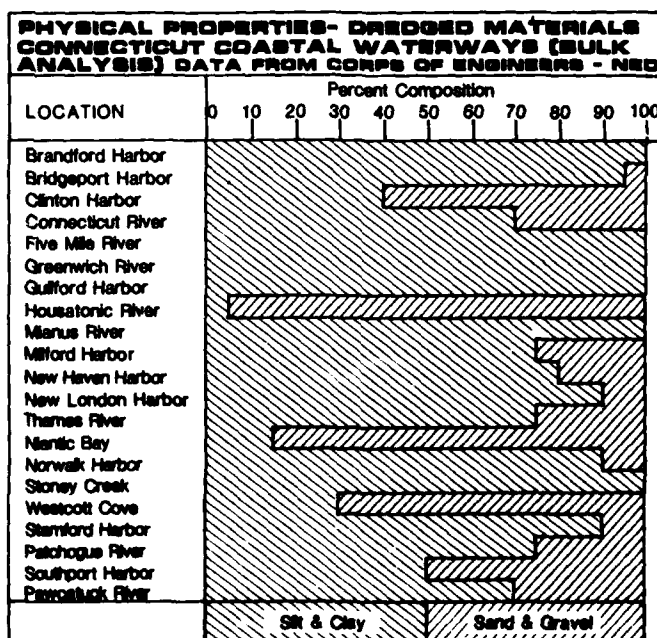 PHYSICAL PROPERTIES- DREDGED MATERIALS
CONNECTICUT COASTAL WATERWAYS (BULK
ANALYSIS) DATA FROM CORPS OF ENGINEERS - NED
Percent Composition
LOCATION
0 10 20 30 40 50 60 70 80 90 100
Brandford Harbor
Bridgeport Harbor
Clinton Harbor
Connecticut River
Five Mile River
Greenwich River
Guilford Harbor
Housatonic River
Mianus River
Milford Harbor
New Haven Harbor
New London Harbor
Thames River
Niantic Bay
Norwalk Harbor
Stoney Creek
Westcott Cove
Stamford Harbor
Patchogus River
Southport Harbor
Pawcatuck River
Silt & Clay
Sand & Gravel